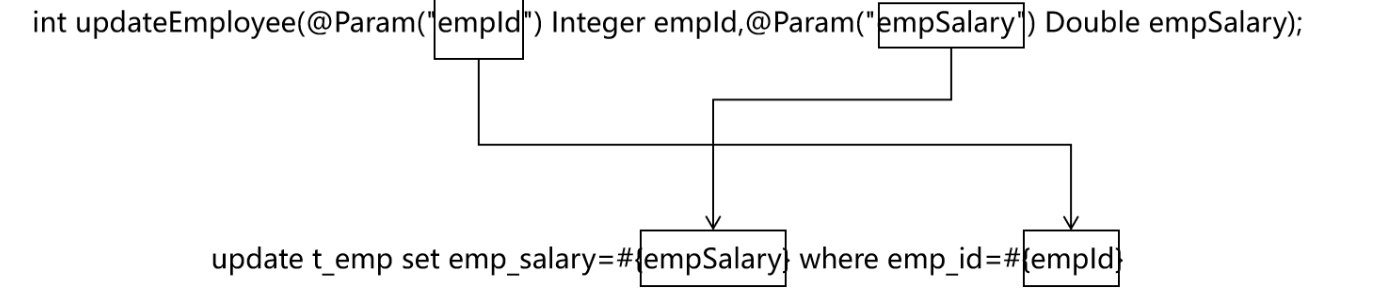 int updateEmployee(@Param("empId") Integer empId,@Param("empSalary") Double empSalary);
update t_emp set emp_salary=#{empSalary} where emp_id=#{empId}